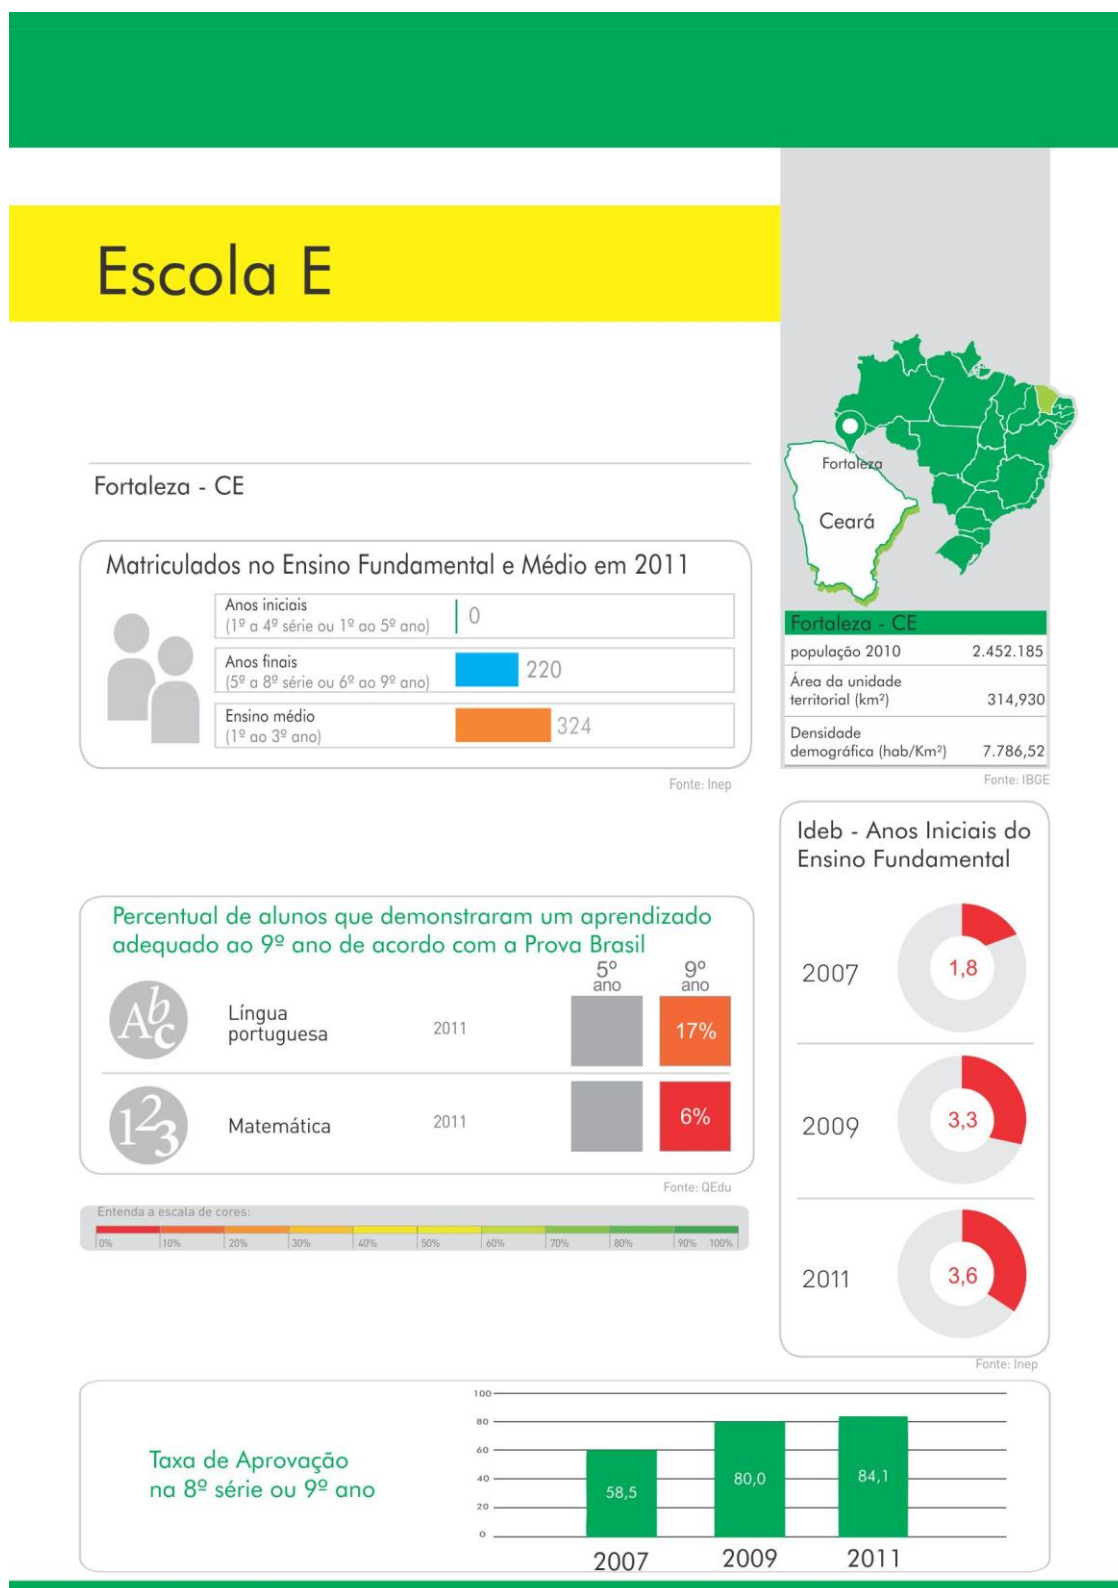 Escola E
Fortaleza - CE
Matriculados no Ensino Fundamental e Médio em 2011
Anos iniciais
(1º a 4º série ou 1º ao 5º ano)
0
Anos finais
(5º a 8º série ou 6º ao 9º ano)
220
Ensino médio
(1º ao 3º ano)
324
Fonte: Inep
Fortaleza
Ceará
Fortaleza - CE
população 2010 2.452.185
Área da unidade
territorial (km²) 314,930
Densidade
demográfica (hab/Km²) 7.786,52
Fonte: IBGE
Percentual de alunos que demonstraram um aprendizado
adequado ao 9º ano de acordo com a Prova Brasil
5º
ano
9º
ano
Abc
Língua
portuguesa
2011
17%
123
Matemática
2011
6%
Fonte: QEdu
Entenda a escala de cores:
0% 10% 20% 30% 40% 50% 60% 70% 80% 90% 100%
Ideb - Anos Iniciais do
Ensino Fundamental
2007 1,8
2009 3,3
2011 3,6
Fonte: Inep
Taxa de Aprovação
na 8º série ou 9º ano
100
80
60
40
20
0
58,5 80,0 84,1
2007 2009 2011